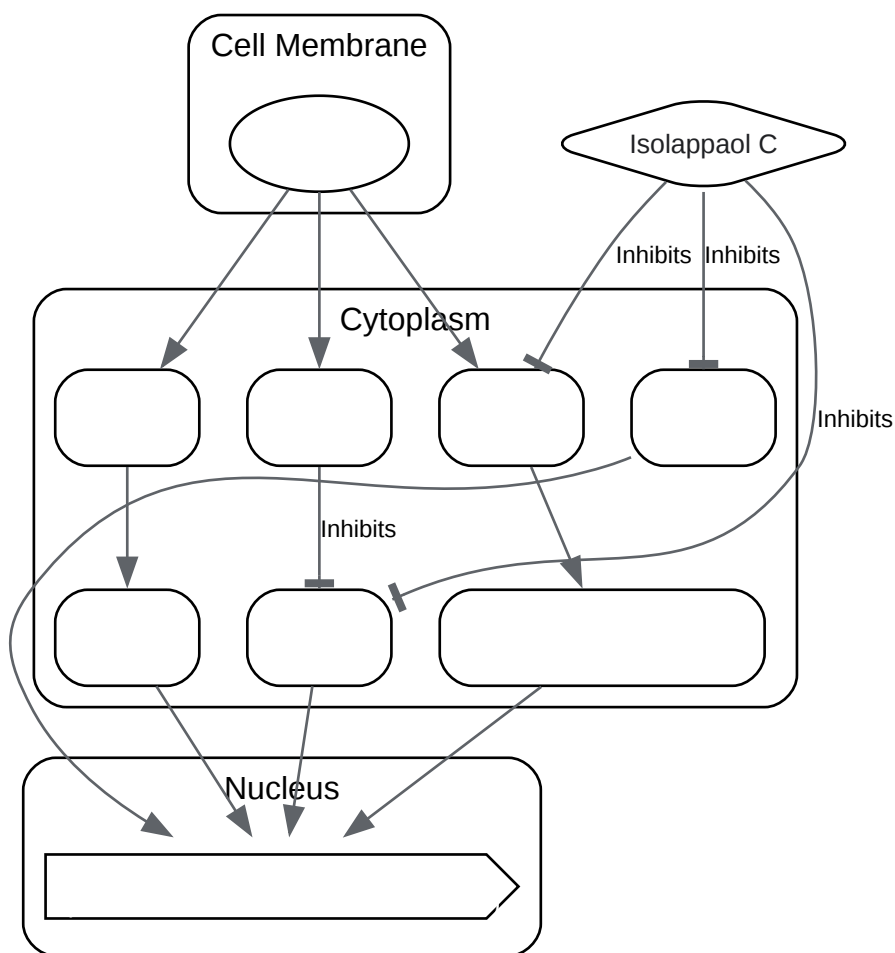 Cell Membrane
Isolappaol C
Inhibits
Inhibits
Cytoplasm
Inhibits
Inhibits
Nucleus